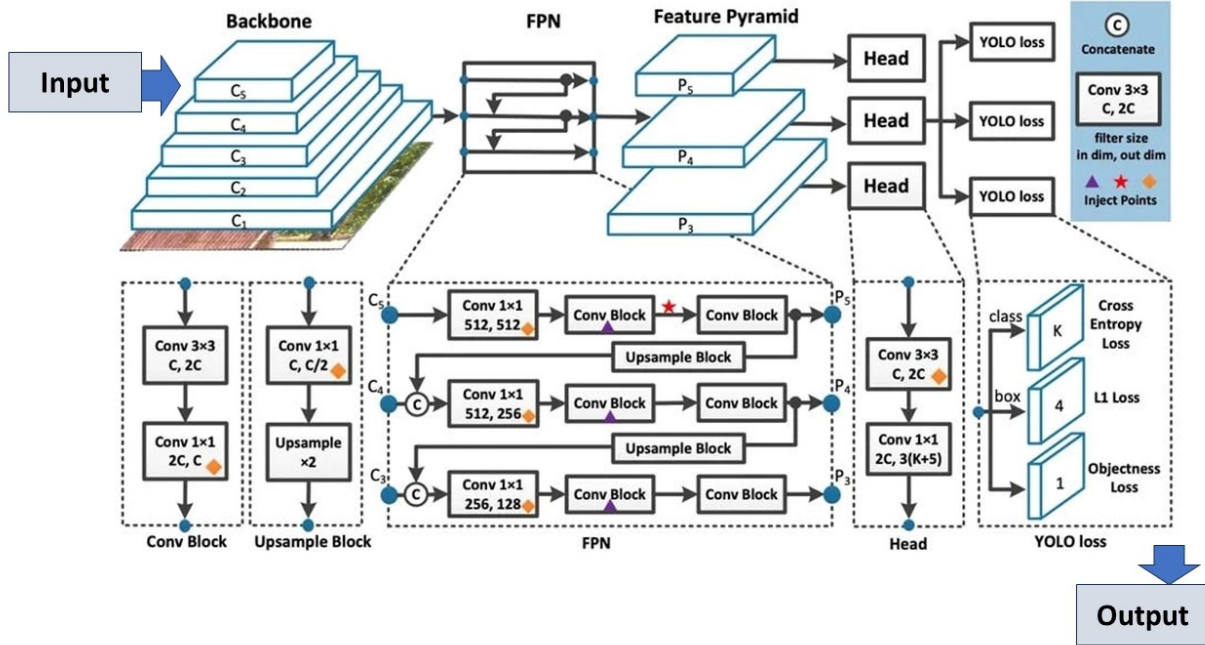 Backbone
FPN
Feature Pyramid
Input
C5
C4
C3
C2
C1
P5
P4
P3
Head
Head
Head
YOLO loss
YOLO loss
YOLO loss
C
Concatenate
Conv 3×3
C, 2C
filter size
in dim, out dim
Inject Points
Conv 3×3
C, 2C
Conv 1×1
2C, C
Conv Block
Conv 1×1
C, C/2
Upsample
×2
Upsample Block
C5
Conv 1×1
512, 512
Conv Block
Conv Block
P5
Upsample Block
C4
C
Conv 1×1
512, 256
Conv Block
Conv Block
P4
Upsample Block
C3
C
Conv 1×1
256, 128
Conv Block
Conv Block
P3
FPN
Conv 3×3
C, 2C
Conv 1×1
2C, 3(K+5)
Head
class
K
Cross
Entropy
Loss
box
4
L1 Loss
1
Objectness
Loss
YOLO loss
Output